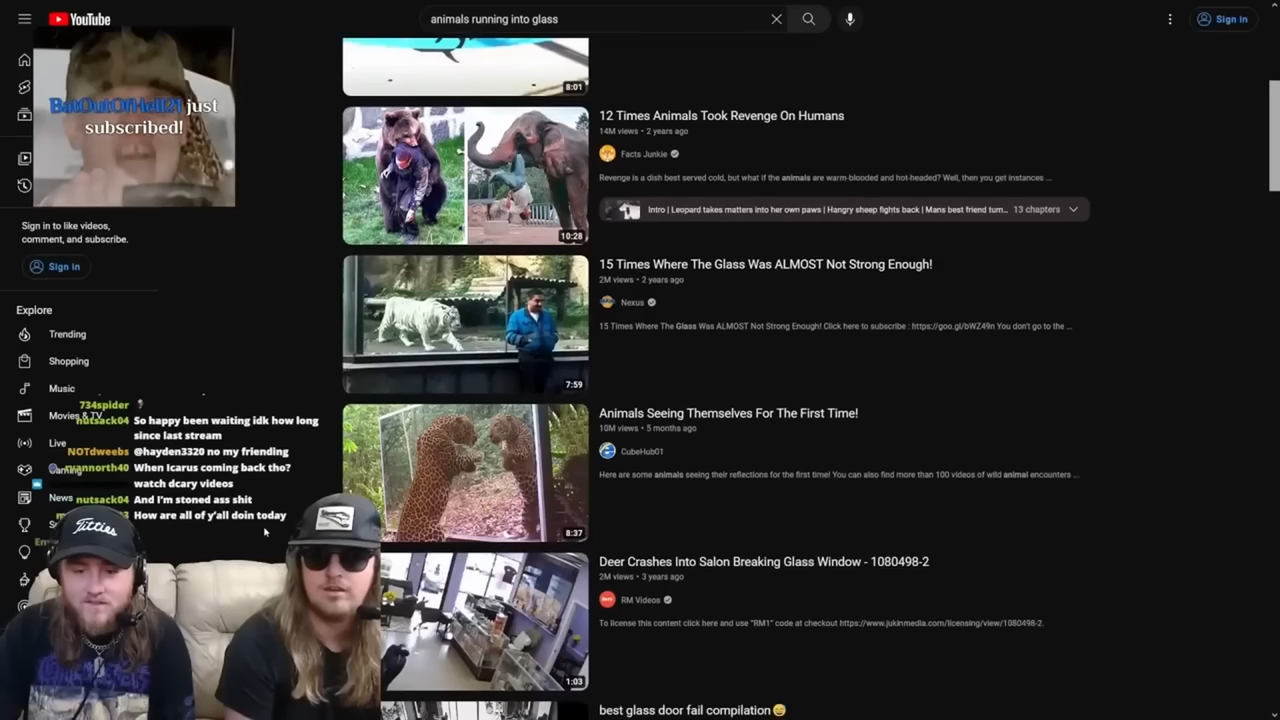 YouTube
animals running into glass
Sign in
BatOutOfHell21 just
subscribed!
8:01
12 Times Animals Took Revenge On Humans
14M views • 2 years ago
Facts Junkie
Revenge is a dish best served cold, but what if the animals are warm-blooded and hot-headed? Well, then you get instances ...
Intro | Leopard takes matters into her own paws | Hangry sheep fights back | Mans best friend turn... 13 chapters
10:28
Sign in to like videos,
comment, and subscribe.
Sign in
15 Times Where The Glass Was ALMOST Not Strong Enough!
2M views • 2 years ago
Nexus
15 Times Where The Glass Was ALMOST Not Strong Enough! Click here to subscribe : https://goo.gl/bWZ49n You don't go to the ...
7:59
Explore
Trending
Shopping
Music
Movies & TV
Live
Gaming
News
734spider
nutsack04 So happy been waiting idk how long
since last stream
NOTdweebs @hayden3320 no my friending
ryannorth40 When Icarus coming back tho?
watch dcary videos
nutsack04 And I'm stoned ass shit
How are all of y'all doin today
Animals Seeing Themselves For The First Time!
10M views • 5 months ago
CubeHub01
Here are some animals seeing their reflections for the first time! You can also find more than 100 videos of wild animal encounters ...
8:37
Titties
Deer Crashes Into Salon Breaking Glass Window - 1080498-2
2M views • 3 years ago
RM Videos
To license this content click here and use "RM1" code at checkout https://www.jukinmedia.com/licensing/view/1080498-2.
1:03
best glass door fail compilation😅